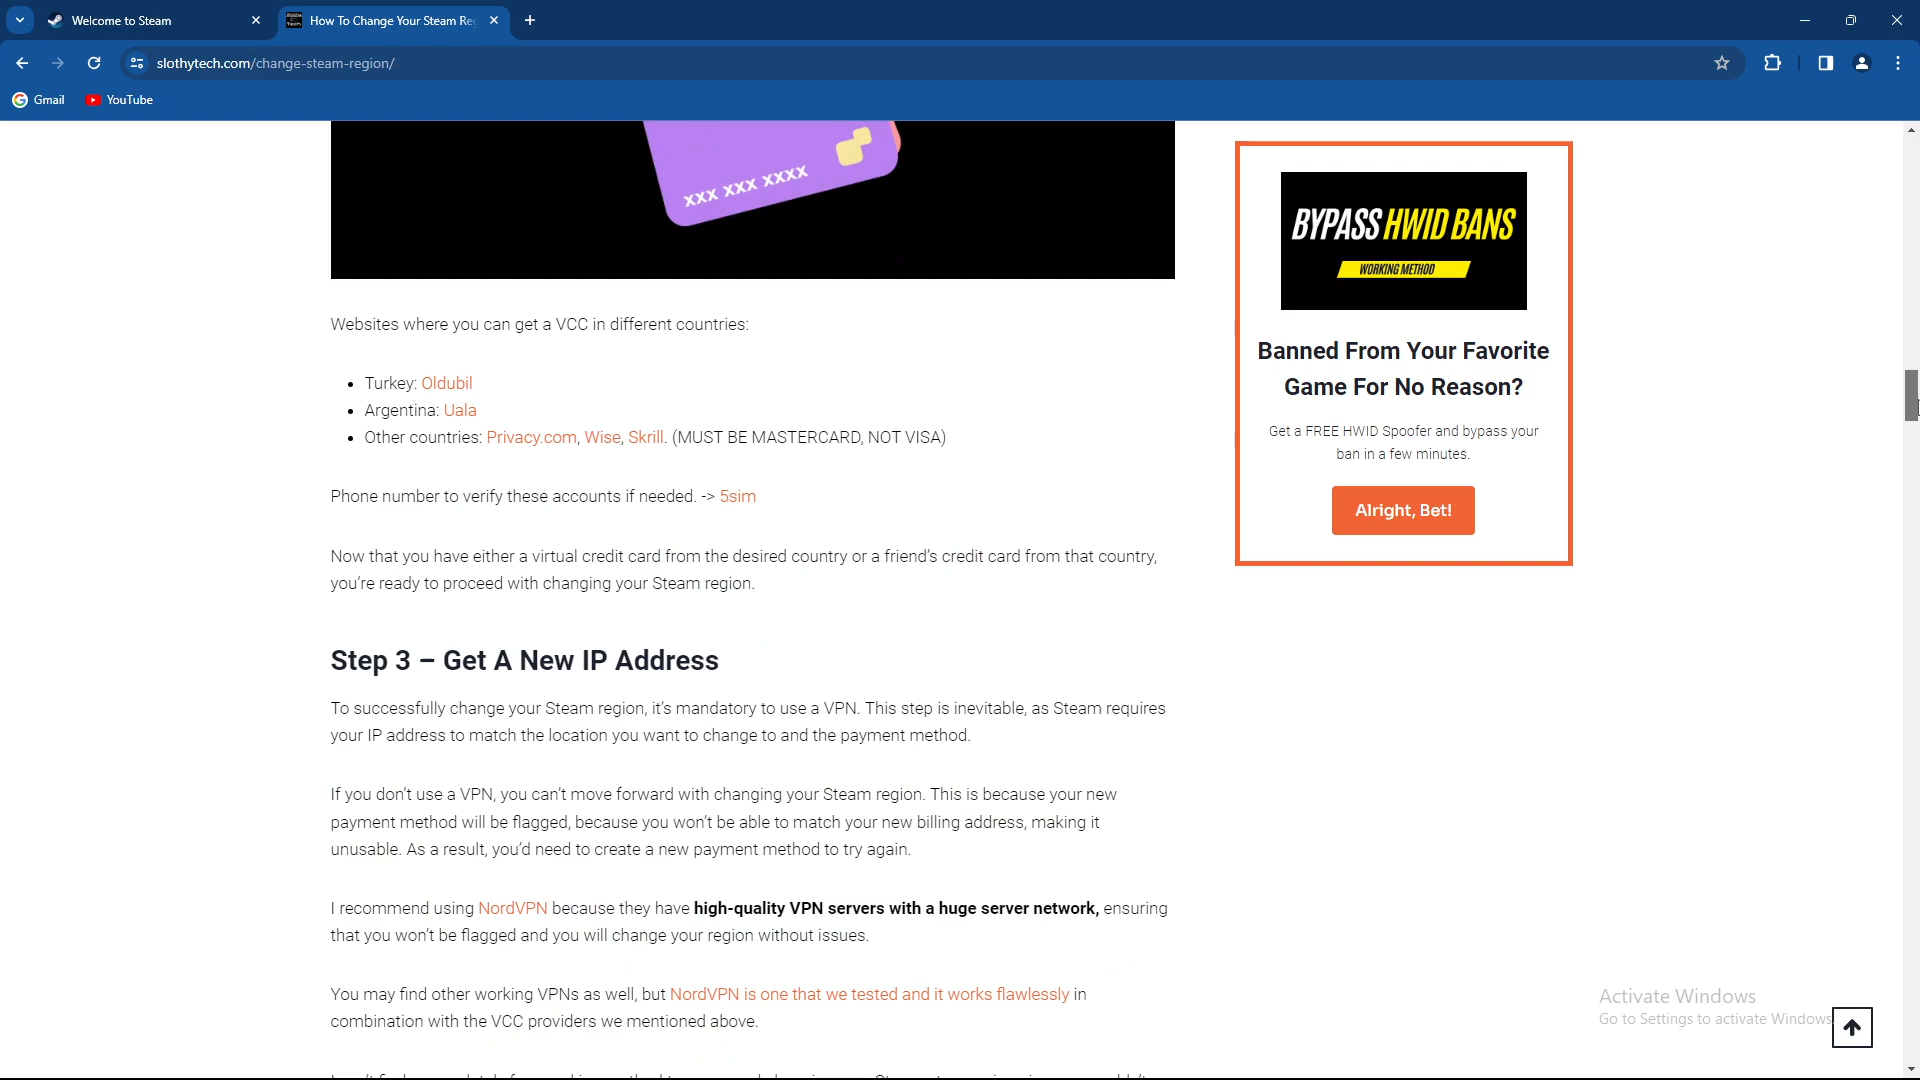 Welcome to Steam
How To Change Your Steam Re
slothytech.com/change-steam-region/
Gmail
YouTube
xxx xxx xxxx
BYPASS HWID BANS
WORKING METHOD
Banned From Your Favorite
Game For No Reason?
Get a FREE HWID Spoofer and bypass your
ban in a few minutes.
Alright, Bet!
Websites where you can get a VCC in different countries:
• Turkey: Oldubil
• Argentina: Uala
• Other countries: Privacy.com, Wise, Skrill. (MUST BE MASTERCARD, NOT VISA)
Phone number to verify these accounts if needed. -> 5sim
Now that you have either a virtual credit card from the desired country or a friend's credit card from that country,
you're ready to proceed with changing your Steam region.
Step 3 – Get A New IP Address
To successfully change your Steam region, it's mandatory to use a VPN. This step is inevitable, as Steam requires
your IP address to match the location you want to change to and the payment method.
If you don't use a VPN, you can't move forward with changing your Steam region. This is because your new
payment method will be flagged, because you won't be able to match your new billing address, making it
unusable. As a result, you'd need to create a new payment method to try again.
I recommend using NordVPN because they have high-quality VPN servers with a huge server network, ensuring
that you won't be flagged and you will change your region without issues.
You may find other working VPNs as well, but NordVPN is one that we tested and it works flawlessly in
combination with the VCC providers we mentioned above.
Activate Windows
Go to Settings to activate Windows